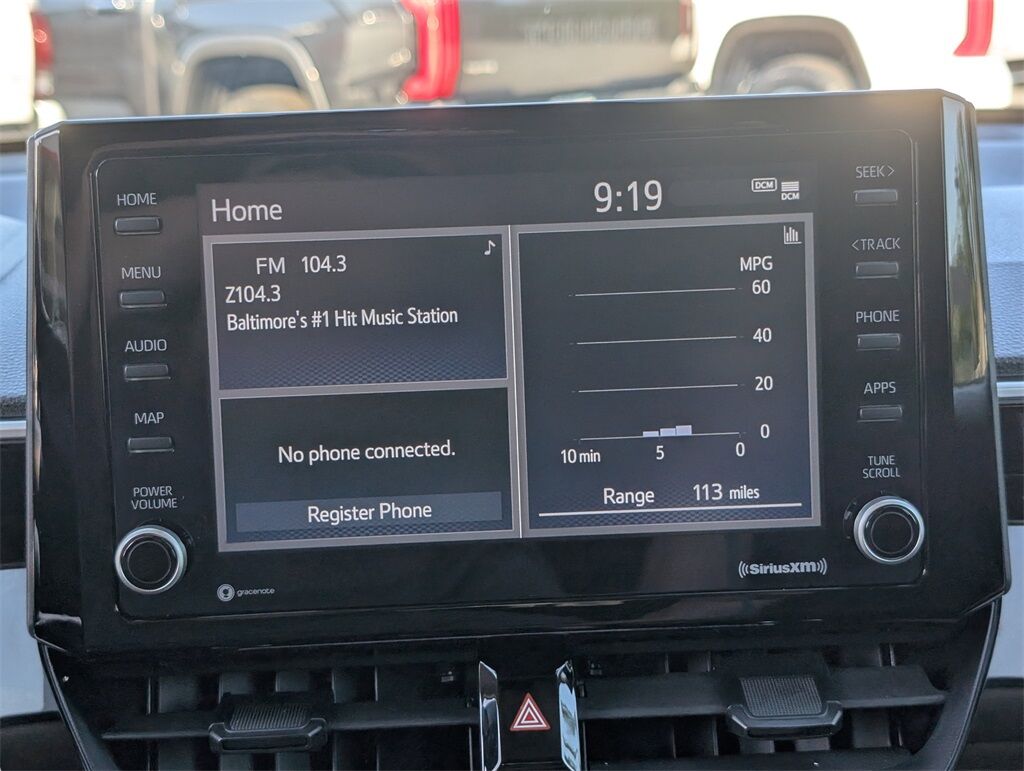 HOME
MENU
AUDIO
MAP
POWER
VOLUME
Home
9:19
DCM
DCM
FM 104.3
Z104.3
Baltimore's #1 Hit Music Station
No phone connected.
Register Phone
MPG
60
40
20
0
10 min 5 0
Range 113 miles
SEEK >
< TRACK
PHONE
APPS
TUNE
SCROLL
gracenote
((SiriusXM))